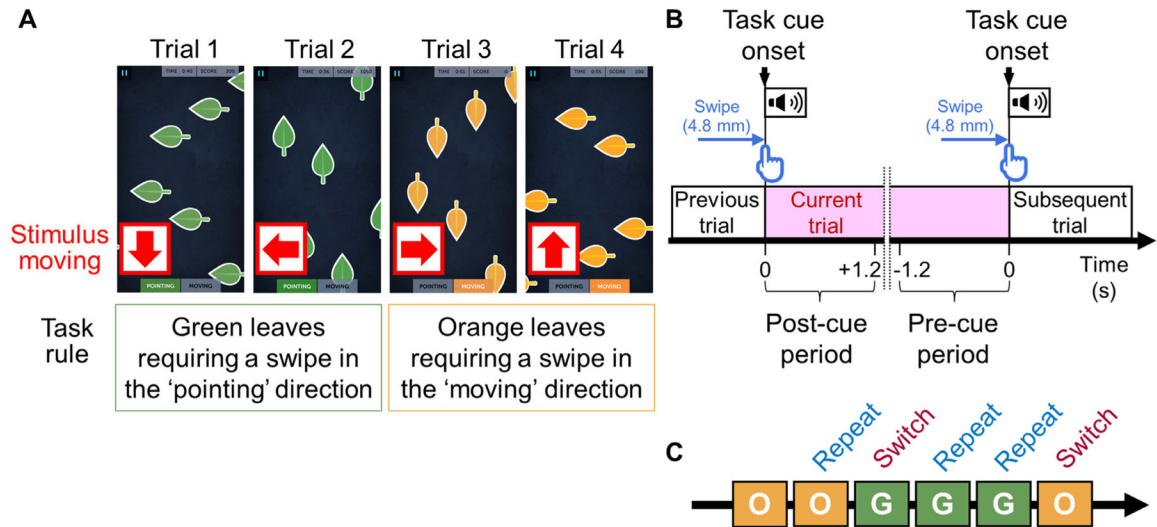 A
Trial 1
Trial 2
Trial 3
Trial 4
TIME 0:40 SCORE 200
TIME 0:36 SCORE 1050
TIME 0:51 SCORE
TIME 0:55 SCORE 100
Stimulus
moving
POINTING MOVING
POINTING MOVING
POINTING MOVING
POINTING MOVING
Task
rule
Green leaves
requiring a swipe in
the ‘pointing’ direction
Orange leaves
requiring a swipe in
the ‘moving’ direction
B
Task cue
onset
Task cue
onset
Swipe
(4.8 mm)
Swipe
(4.8 mm)
Previous
trial
Current
trial
Subsequent
trial
0 +1.2 -1.2 0 Time
(s)
Post-cue
period
Pre-cue
period
C
Repeat
Switch
Repeat
Repeat
Switch
O O G G G O